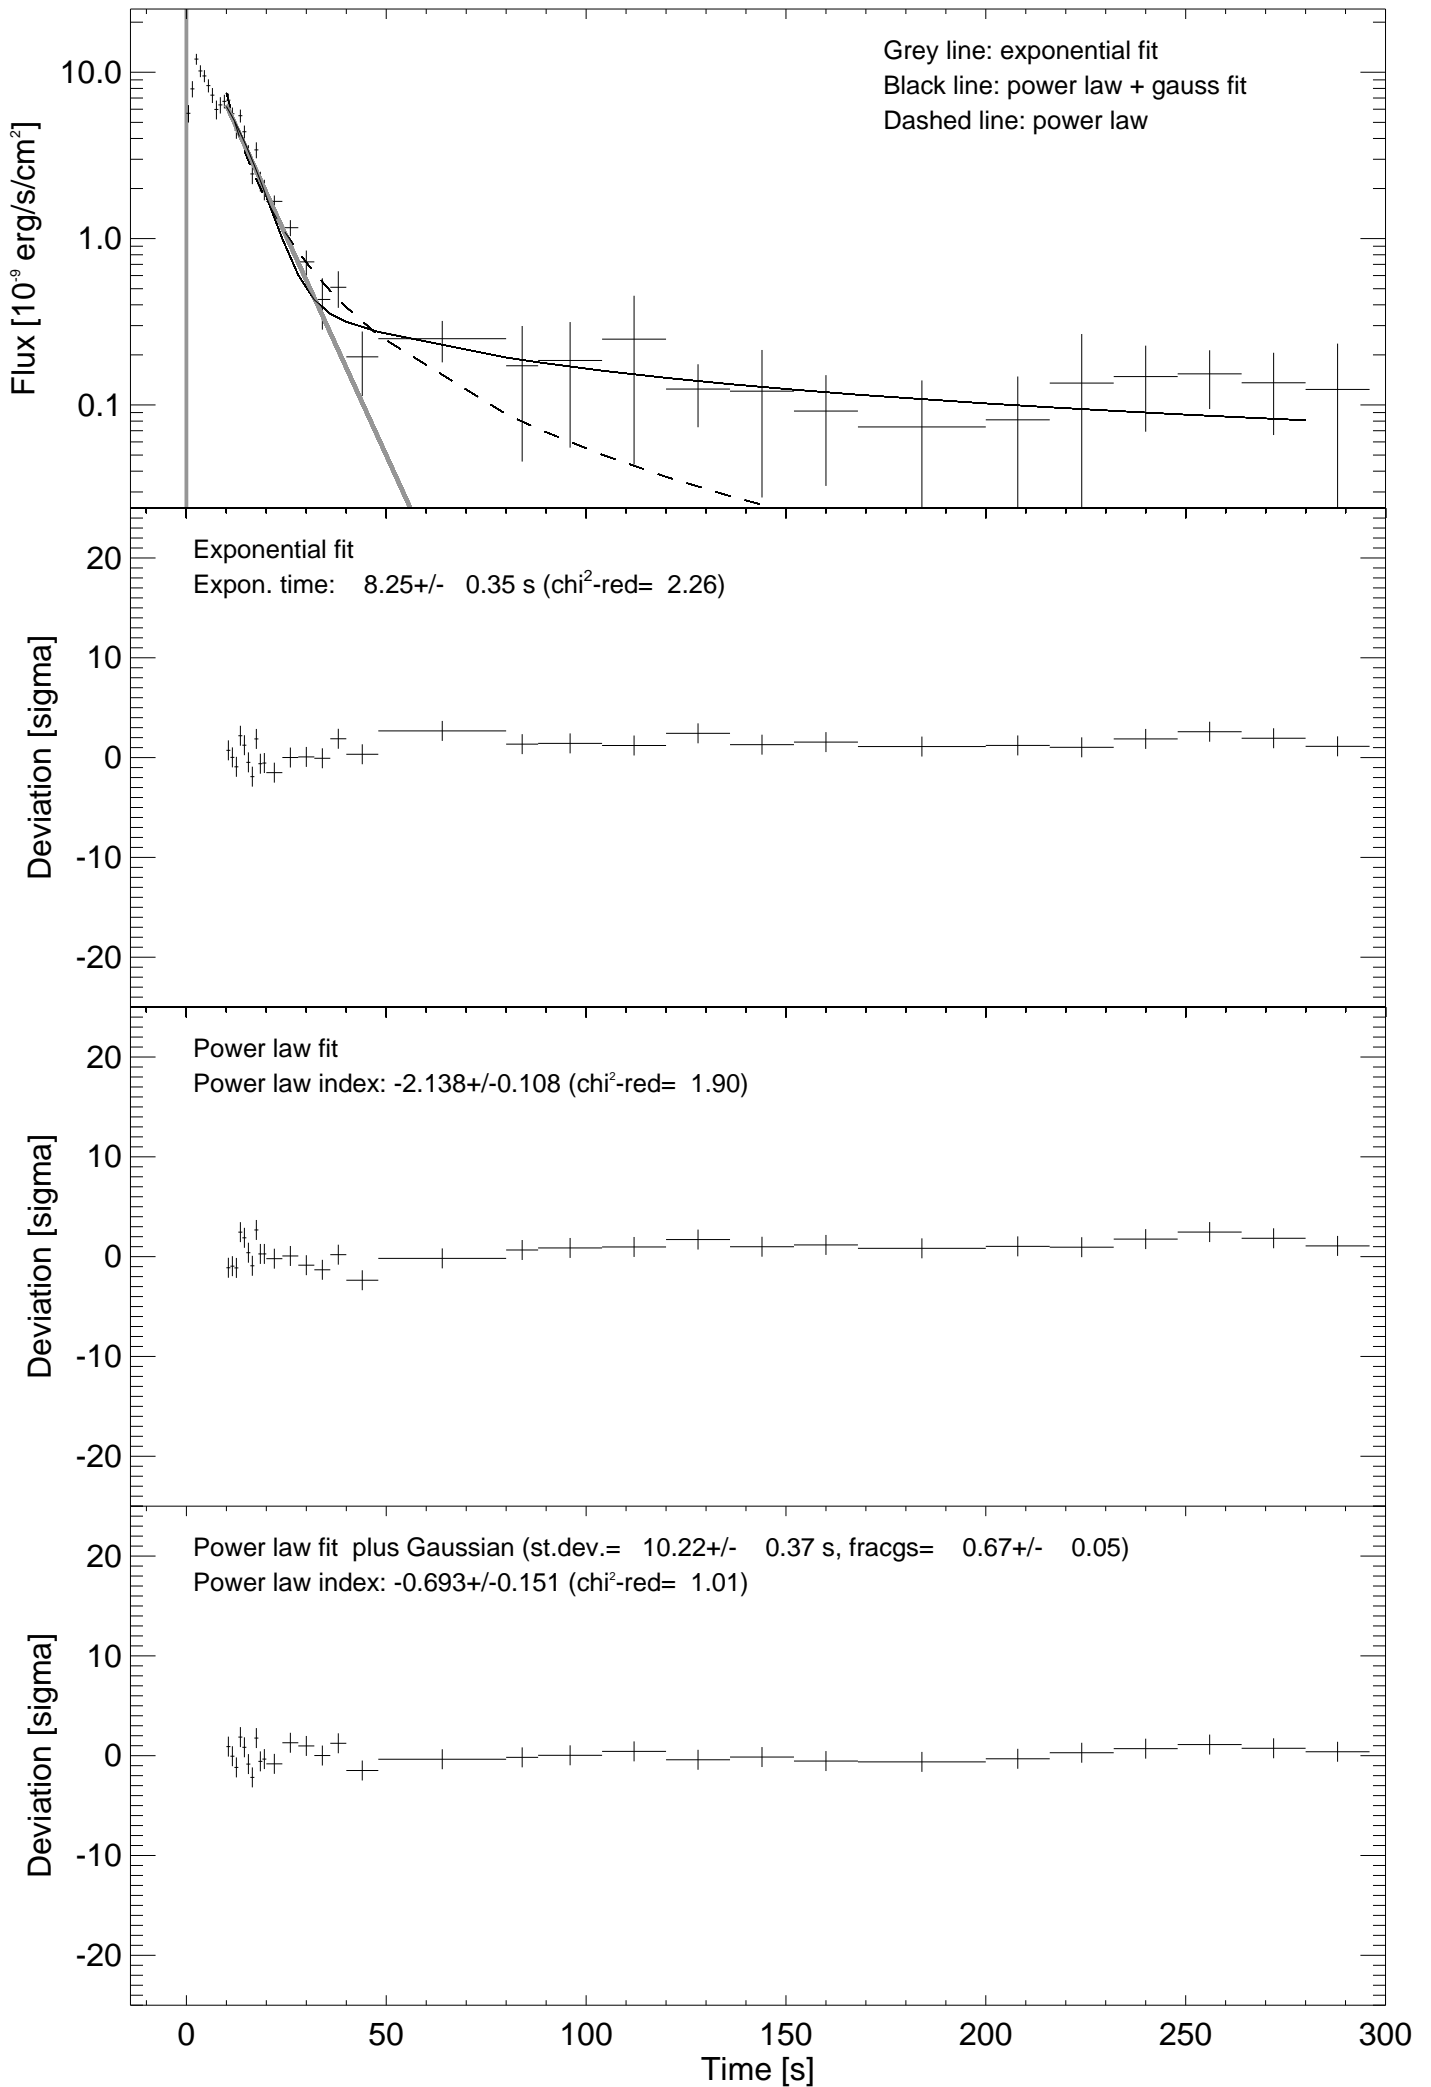 Grey line: exponential fit
Black line: power law + gauss fit
Dashed line: power law
Flux [10⁻⁹ erg/s/cm²]
10.0
1.0
0.1
Exponential fit
Expon. time: 8.25+/- 0.35 s (chi²-red= 2.26)
Deviation [sigma]
20
10
0
-10
-20
Power law fit
Power law index: -2.138+/-0.108 (chi²-red= 1.90)
Deviation [sigma]
20
10
0
-10
-20
Power law fit plus Gaussian (st.dev.= 10.22+/- 0.37 s, fracgs= 0.67+/- 0.05)
Power law index: -0.693+/-0.151 (chi²-red= 1.01)
Deviation [sigma]
20
10
0
-10
-20
0 50 100 150 200 250 300
Time [s]